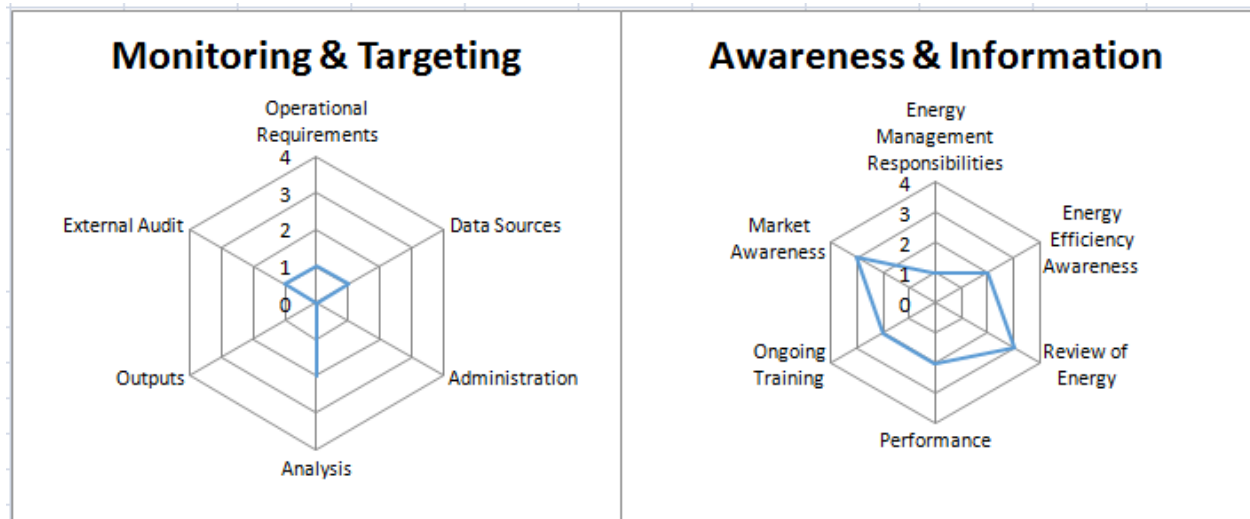 Monitoring & Targeting
Operational
Requirements
4
3
2
1
0
External Audit
Data Sources
Outputs
Administration
Analysis
Awareness & Information
Energy
Management
Responsibilities
4
3
2
1
0
Market
Awareness
Energy
Efficiency
Awareness
Ongoing
Training
Review of
Energy
Performance